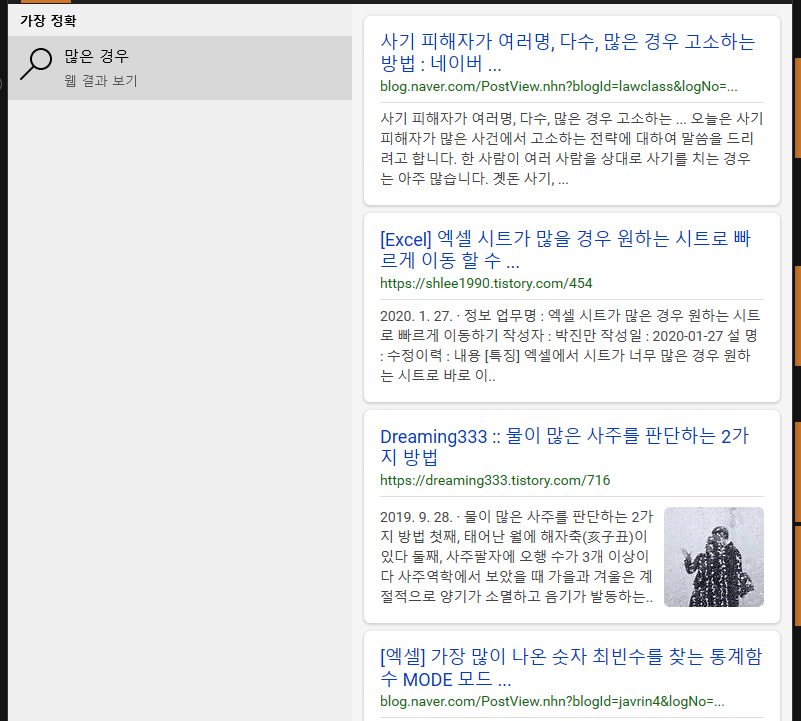 가장 정확
많은 경우
웹 결과 보기
사기 피해자가 여러명, 다수, 많은 경우 고소하는
방법 : 네이버 ...
blog.naver.com/PostView.nhn?blogId=lawclass&logNo=...
사기 피해자가 여러명, 다수, 많은 경우 고소하는 ... 오늘은 사기
피해자가 많은 사건에서 고소하는 전략에 대하여 말씀을 드리
려고 합니다. 한 사람이 여러 사람을 상대로 사기를 치는 경우
는 아주 많습니다. 곗돈 사기, ...
[Excel] 엑셀 시트가 많을 경우 원하는 시트로 빠
르게 이동 할 수 ...
https://shlee1990.tistory.com/454
2020. 1. 27. · 정보 업무명 : 엑셀 시트가 많은 경우 원하는 시트
로 빠르게 이동하기 작성자 : 박진만 작성일 : 2020-01-27 설 명
: 수정이력 : 내용 [특징] 엑셀에서 시트가 너무 많은 경우 원하
는 시트로 바로 이..
Dreaming333 :: 물이 많은 사주를 판단하는 2가
지 방법
https://dreaming333.tistory.com/716
2019. 9. 28. · 물이 많은 사주를 판단하는 2가
지 방법 첫째, 태어난 월에 해자축(亥子丑)이
있다 둘째, 사주팔자에 오행 수가 3개 이상이
다 사주역학에서 보았을 때 가을과 겨울은 계
절적으로 양기가 소멸하고 음기가 발동하는..
[엑셀] 가장 많이 나온 숫자 최빈수를 찾는 통계함
수 MODE 모드 ...
blog.naver.com/PostView.nhn?blogId=javrin4&logNo=...